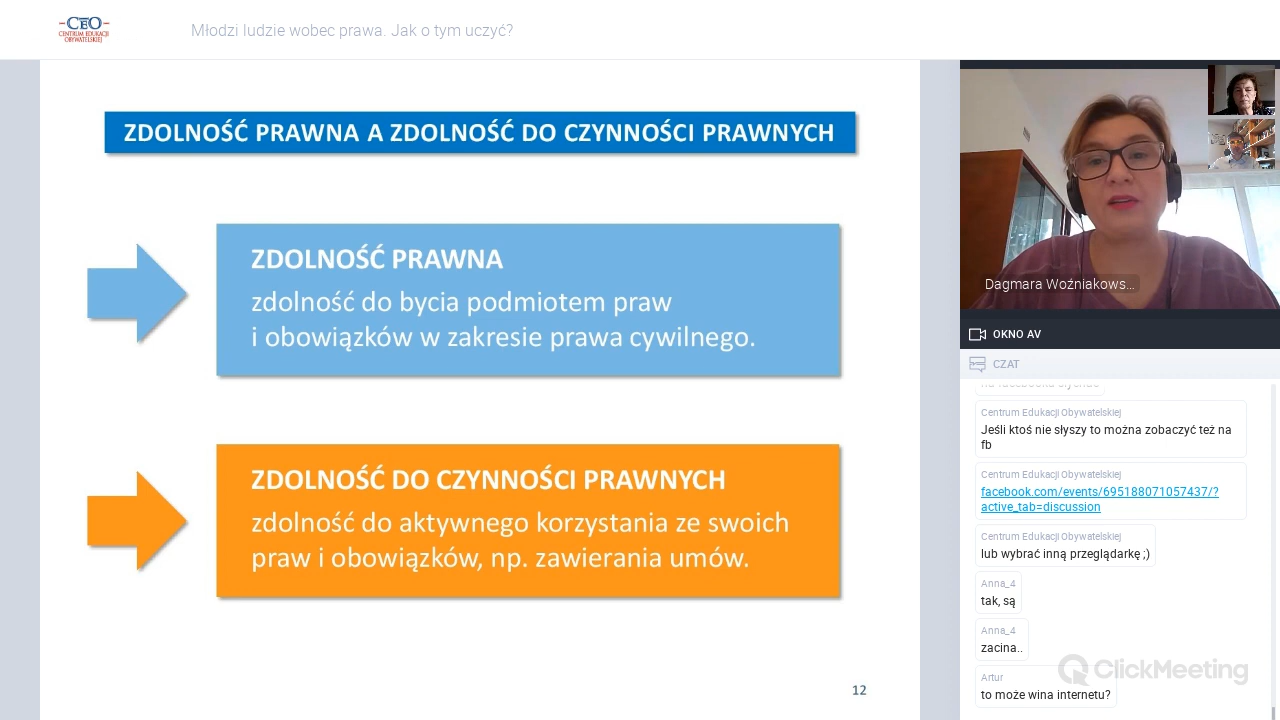 CEO
CENTRUM EDUKACJI
OBYWATELSKIEJ
Młodzi ludzie wobec prawa. Jak o tym uczyć?
ZDOLNOŚĆ PRAWNA A ZDOLNOŚĆ DO CZYNNOŚCI PRAWNYCH
ZDOLNOŚĆ PRAWNA
zdolność do bycia podmiotem praw
i obowiązków w zakresie prawa cywilnego.
ZDOLNOŚĆ DO CZYNNOŚCI PRAWNYCH
zdolność do aktywnego korzystania ze swoich
praw i obowiązków, np. zawierania umów.
12
Dagmara Woźniakows...
OKNO AV
CZAT
Centrum Edukacji Obywatelskiej
Jeśli ktoś nie słyszy to można zobaczyć też na
fb
Centrum Edukacji Obywatelskiej
facebook.com/events/695188071057437/?
active_tab=discussion
Centrum Edukacji Obywatelskiej
lub wybrać inną przeglądarkę ;)
Anna_4
tak, są
Anna_4
zacina..
Artur
to może wina internetu?
ClickMeeting